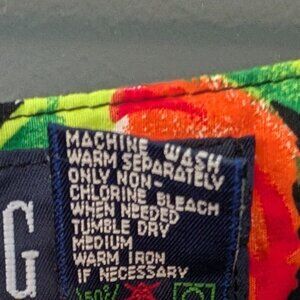 MACHINE WASH
WARM SEPARATELY
ONLY NON-
CHLORINE BLEACH
WHEN NEEDED
TUMBLE DRY
MEDIUM
WARM IRON
IF NECESSARY
G